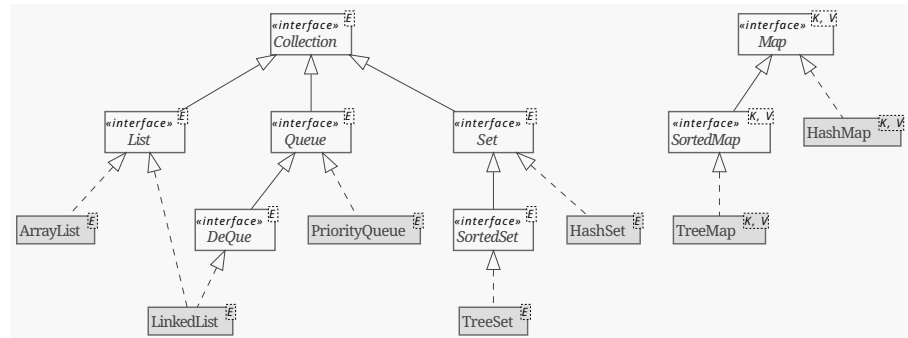 «interface» E
Collection
«interface» K, V
Map
«interface» E
List
«interface» E
Queue
«interface» E
Set
«interface» K, V
SortedMap
HashMap K, V
ArrayList E
«interface» E
DeQue
PriorityQueue E
«interface» E
SortedSet
HashSet E
TreeMap K, V
LinkedList E
TreeSet E